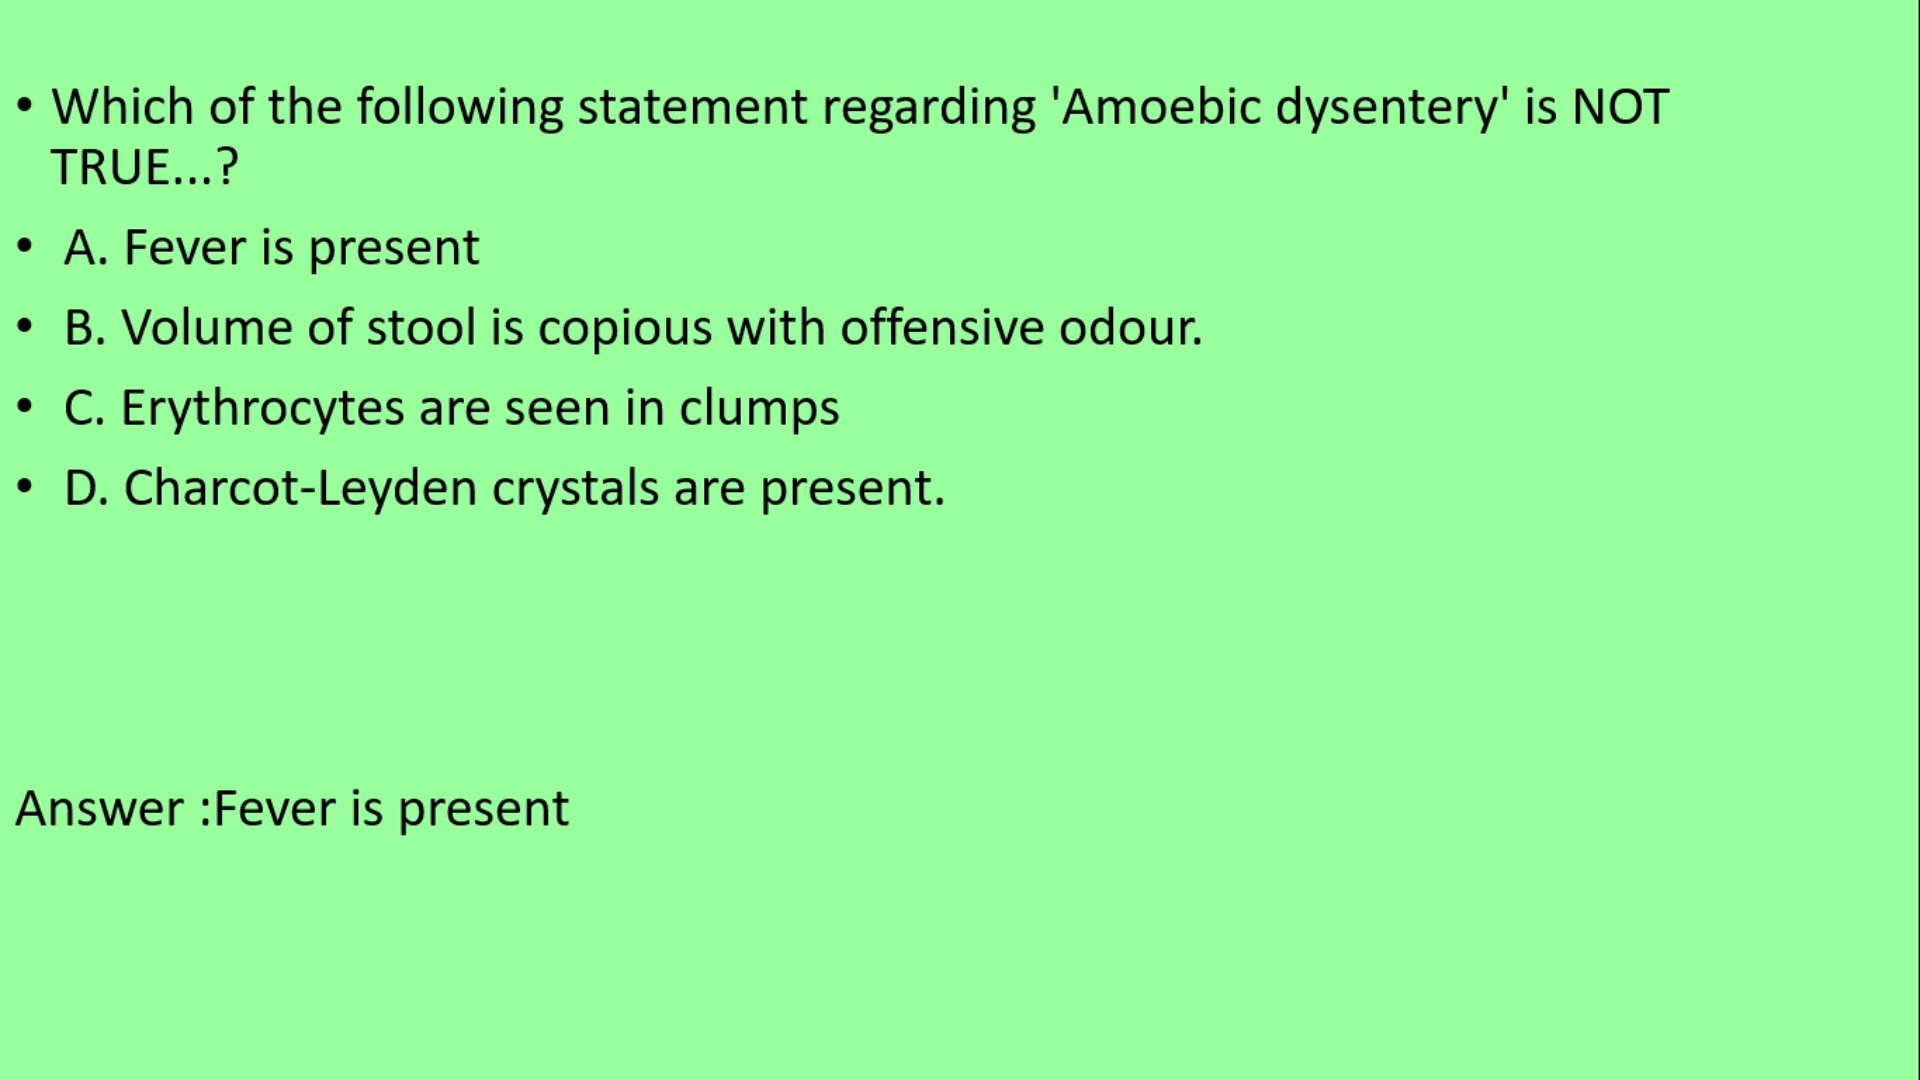 • Which of the following statement regarding 'Amoebic dysentery' is NOT
TRUE...?
• A. Fever is present
• B. Volume of stool is copious with offensive odour.
• C. Erythrocytes are seen in clumps
• D. Charcot-Leyden crystals are present.
Answer :Fever is present